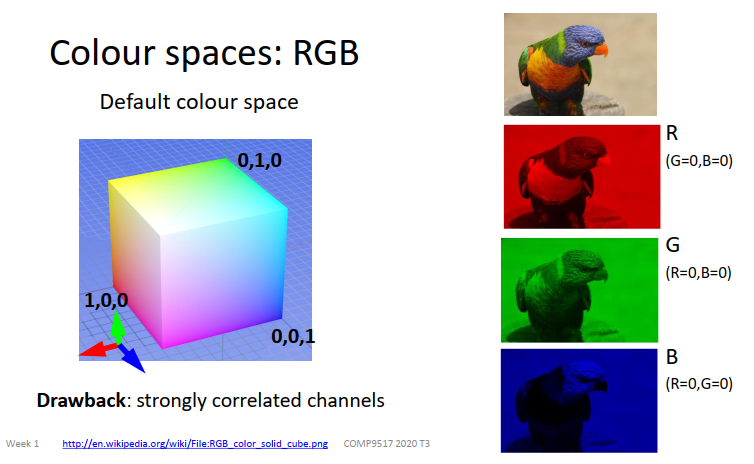 Colour spaces: RGB
Default colour space
0,1,0
1,0,0
0,0,1
Drawback: strongly correlated channels
R
(G=0,B=0)
G
(R=0,B=0)
B
(R=0,G=0)
Week 1
http://en.wikipedia.org/wiki/File:RGB_color_solid_cube.png
COMP9517 2020 T3